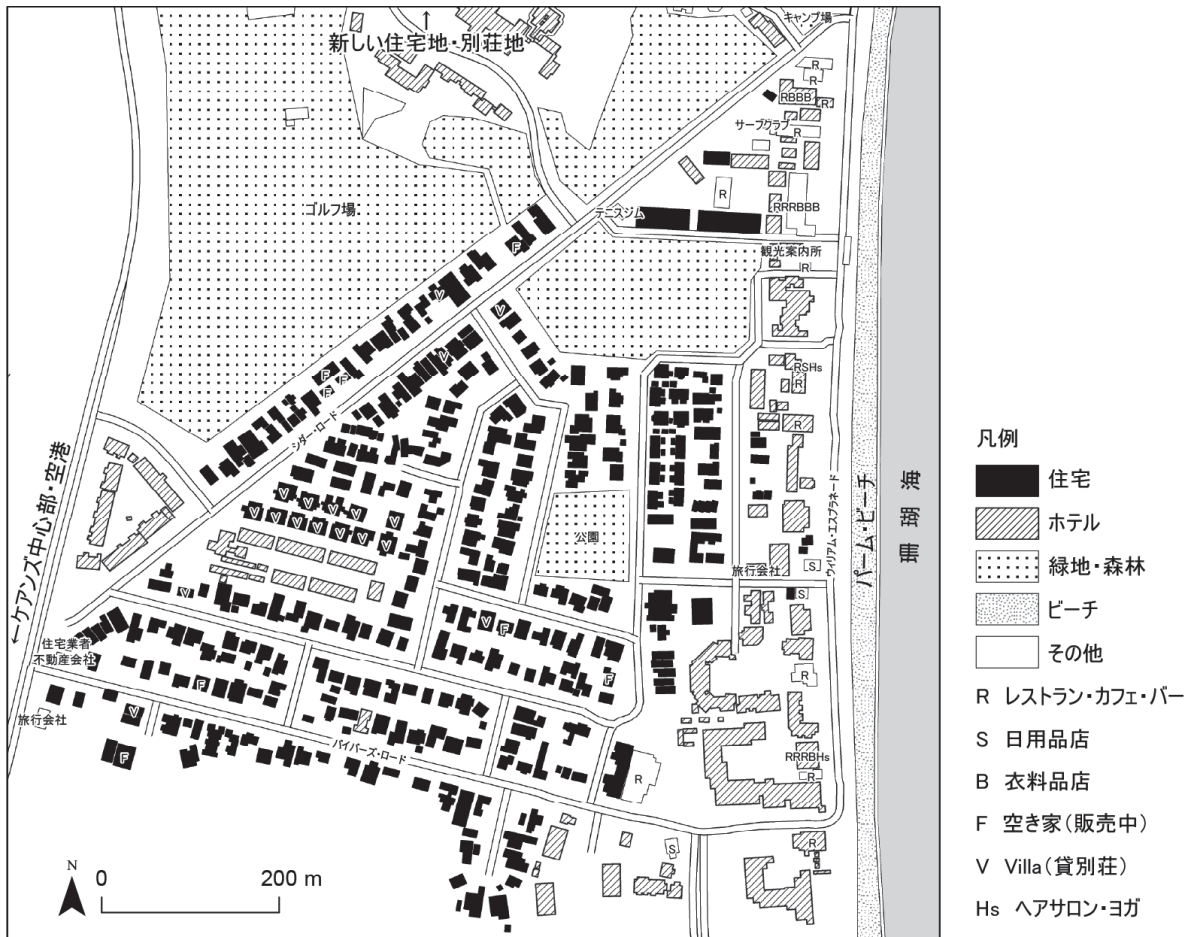 キャンプ場
新しい住宅地・別荘地
R
R
RBBB
R
サーフクラブ
R
ゴルフ場
R
RRRBBB
テニスジム
F
観光案内所
R
V
V
V
F
F
F
RSHs
R
R
シダー・ロード
ウィリアム・エスプラネード
パーム・ビーチ
珊瑚海
←ケアンズ中心部・空港
V V V V V
V V V V V V
公園
旅行会社
S
S
V
V F
住宅業者
不動産会社
F
F
R
旅行会社
V
F
パイパーズ・ロード
R
RRRBHs
R
S
R
N
0 200 m
凡例
住宅
ホテル
緑地・森林
ビーチ
その他
R レストラン・カフェ・バー
S 日用品店
B 衣料品店
F 空き家(販売中)
V Villa(貸別荘)
Hs ヘアサロン・ヨガ